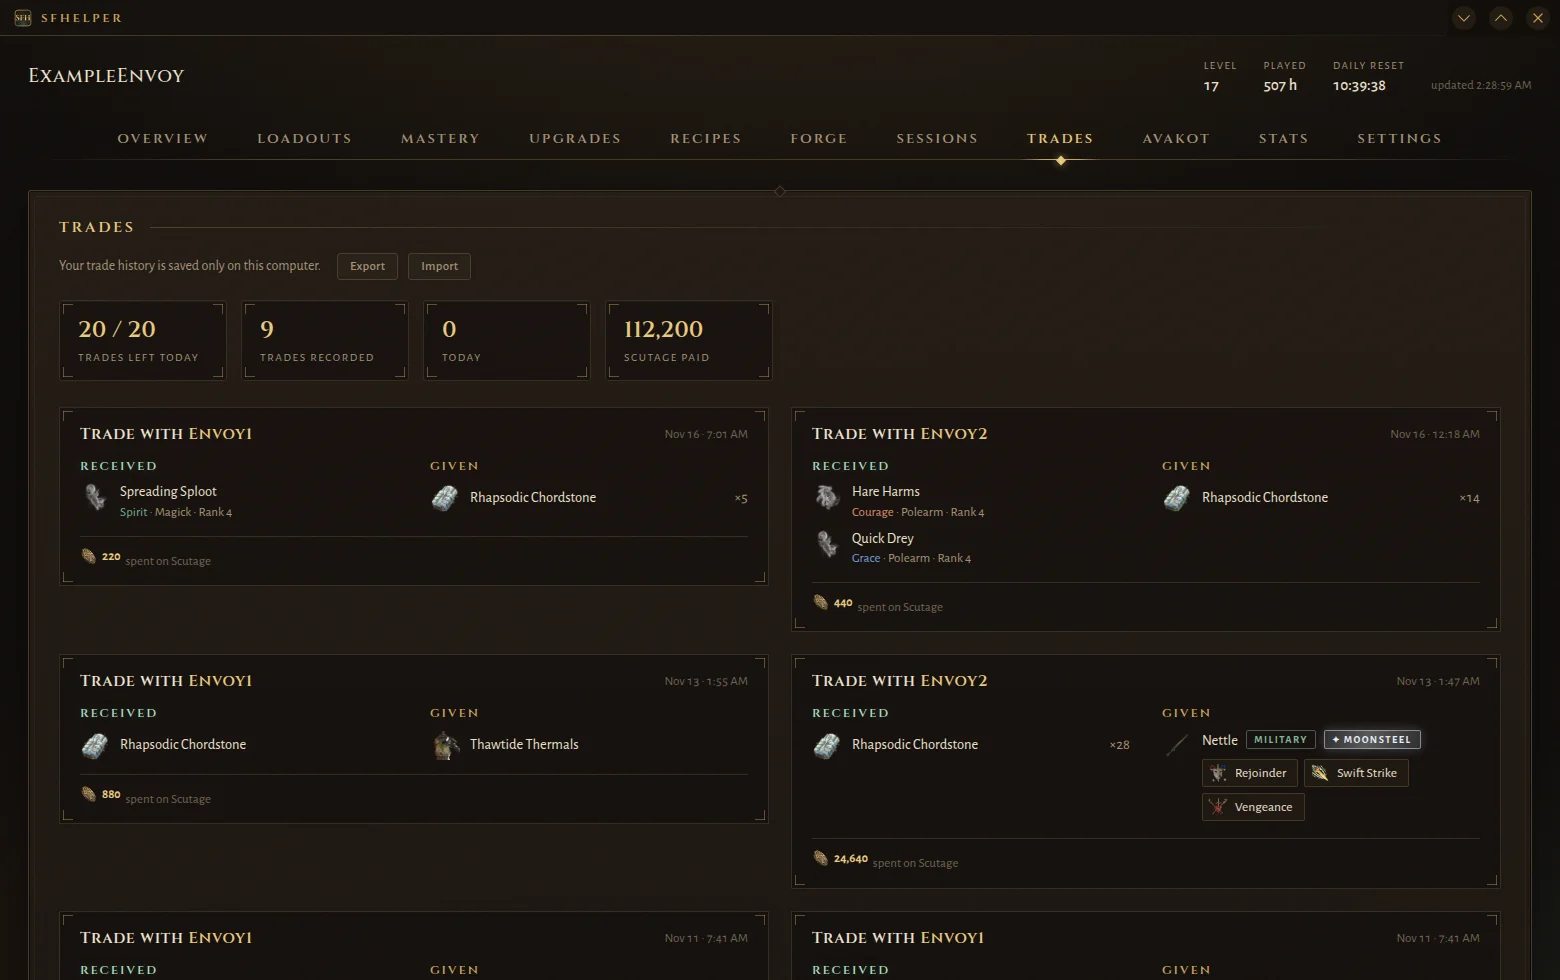 SFH SFHELPER
ExampleEnvoy
LEVEL PLAYED DAILY RESET
17 507 h 10:39:38 updated 2:28:59 AM
OVERVIEW LOADOUTS MASTERY UPGRADES RECIPES FORGE SESSIONS TRADES AVAKOT STATS SETTINGS
TRADES
Your trade history is saved only on this computer. Export Import
20 / 20
TRADES LEFT TODAY
9
TRADES RECORDED
0
TODAY
112,200
SCUTAGE PAID
Trade with Envoy1 Nov 16 · 7:01 AM
RECEIVED
Spreading Sploot
Spirit · Magick · Rank 4
GIVEN
Rhapsodic Chordstone ×5
220 spent on Scutage
Trade with Envoy2 Nov 16 · 12:18 AM
RECEIVED
Hare Harms
Courage · Polearm · Rank 4
Quick Drey
Grace · Polearm · Rank 4
GIVEN
Rhapsodic Chordstone ×14
440 spent on Scutage
Trade with Envoy1 Nov 13 · 1:55 AM
RECEIVED
Rhapsodic Chordstone
GIVEN
Thawtide Thermals
880 spent on Scutage
Trade with Envoy2 Nov 13 · 1:47 AM
RECEIVED
Rhapsodic Chordstone ×28
GIVEN
Nettle MILITARY ✦ MOONSTEEL
Rejoinder Swift Strike
Vengeance
24,640 spent on Scutage
Trade with Envoy1 Nov 11 · 7:41 AM
RECEIVED GIVEN
Trade with Envoy1 Nov 11 · 7:41 AM
RECEIVED GIVEN